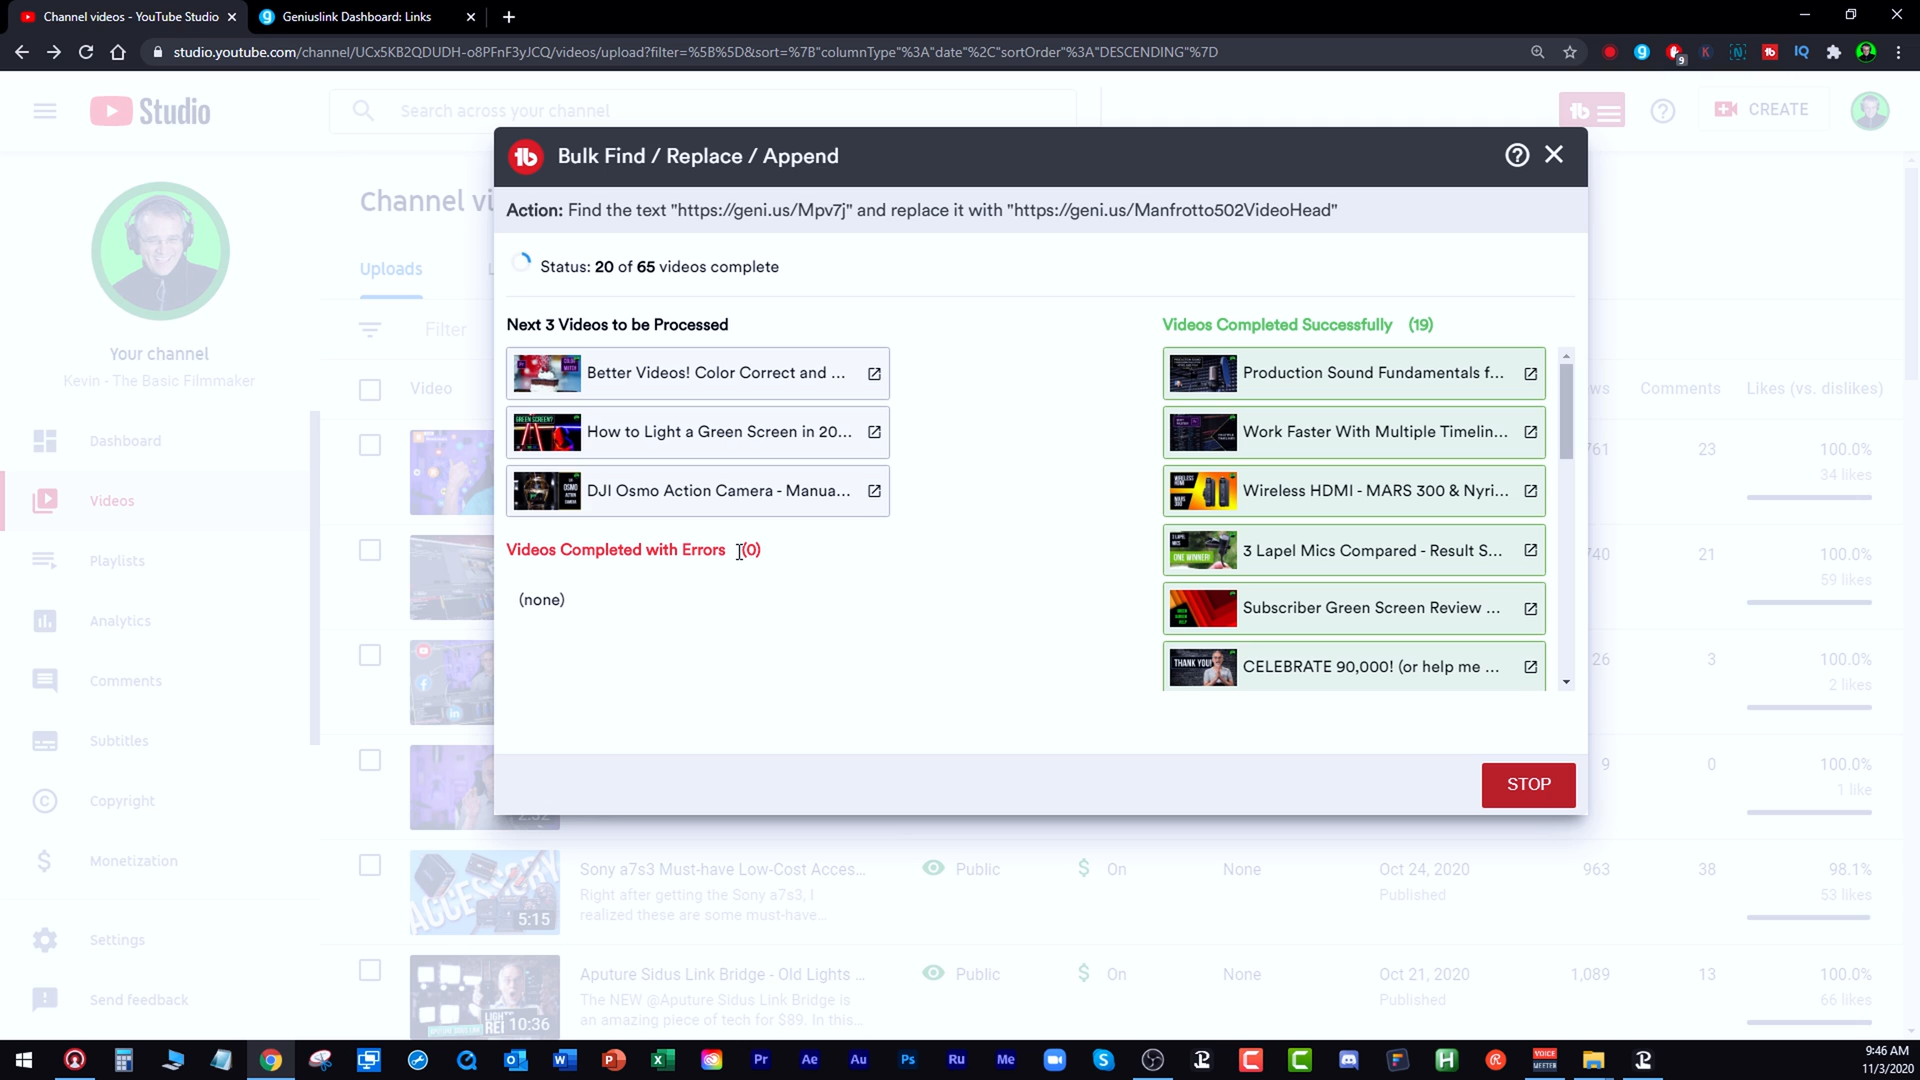 Channel videos - YouTube Studio
Geniuslink Dashboard: Links
studio.youtube.com/channel/UCx5KB2QDUDH-o8PFnF3yJCQ/videos/upload?filter=%5B%5D&sort=%7B"columnType"%3A"date"%2C"sortOrder"%3A"DESCENDING"%7D
Studio
Search across your channel
CREATE
Bulk Find / Replace / Append
Action: Find the text "https://geni.us/Mpv7j" and replace it with "https://geni.us/Manfrotto502VideoHead"
Status: 20 of 65 videos complete
Next 3 Videos to be Processed
Better Videos! Color Correct and ...
How to Light a Green Screen in 20...
DJI Osmo Action Camera - Manua...
Videos Completed with Errors (0)
(none)
Videos Completed Successfully (19)
Production Sound Fundamentals f...
Work Faster With Multiple Timelin...
Wireless HDMI - MARS 300 & Nyri...
3 Lapel Mics Compared - Result S...
Subscriber Green Screen Review ...
CELEBRATE 90,000! (or help me ...
STOP
Channel vi
Uploads
Filter
Video
Comments
Likes (vs. dislikes)
Your channel
Kevin - The Basic Filmmaker
Dashboard
Videos
Playlists
Analytics
Comments
Subtitles
Copyright
Monetization
Settings
Send feedback
23
100.0%
34 likes
21
100.0%
59 likes
3
100.0%
2 likes
9
0
100.0%
1 like
Sony a7s3 Must-have Low-Cost Acces...
Right after getting the Sony a7s3, I
realized these are some must-have...
5:15
Public
On
None
Oct 24, 2020
Published
963
38
98.1%
53 likes
Aputure Sidus Link Bridge - Old Lights ...
The NEW @Aputure Sidus Link Bridge is
an amazing piece of tech for $89. In this...
10:36
Public
On
None
Oct 21, 2020
Published
1,089
13
100.0%
66 likes
9:46 AM
11/3/2020